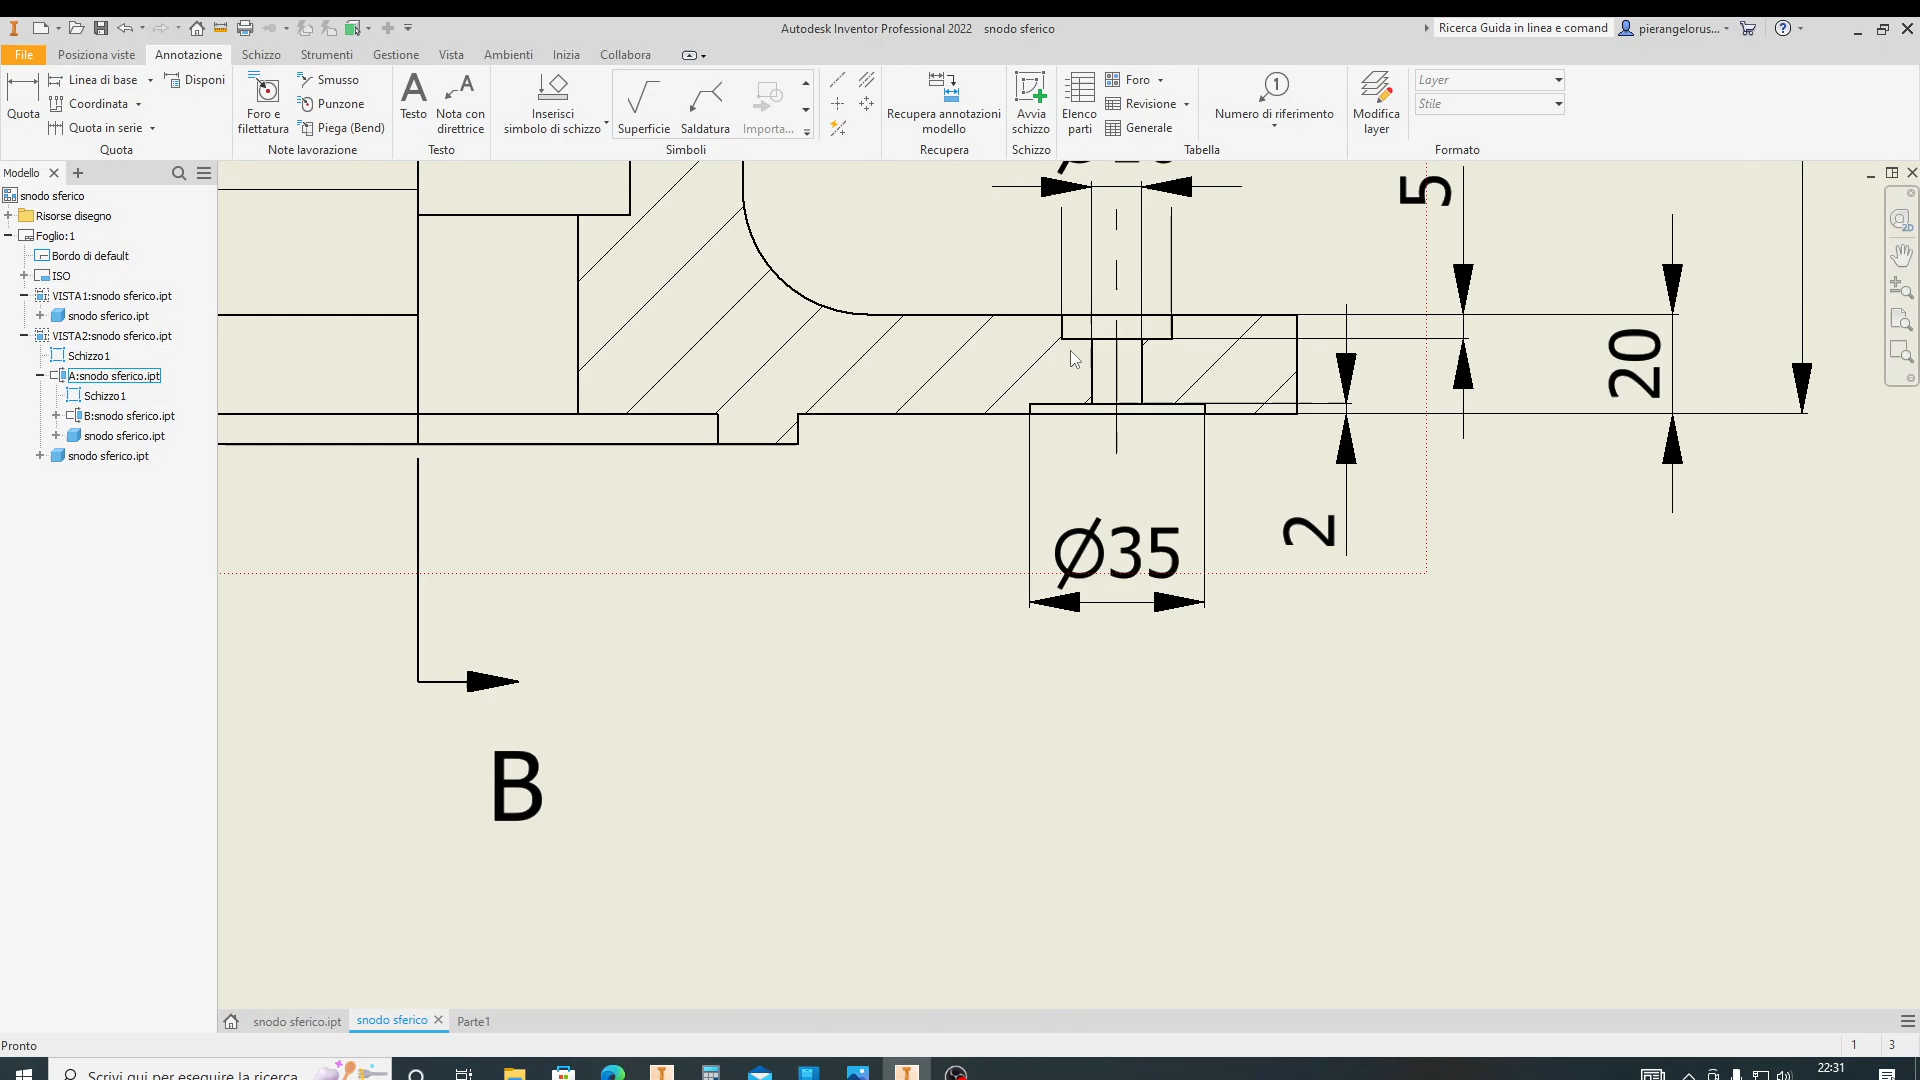 Autodesk Inventor Professional 2022 snodo sferico
Ricerca Guida in linea e comand
pierangelorus...
File Posiziona viste Annotazione Schizzo Strumenti Gestione Vista Ambienti Inizia Collabora
Quota
Linea di base
Coordinata
Quota in serie
Disponi
Quota
Foro e filettatura
Smusso
Punzone
Piega (Bend)
Note lavorazione
Testo
Nota con direttrice
Testo
Inserisci simbolo di schizzo
Superficie
Saldatura
Importa...
Simboli
Recupera annotazioni modello
Recupera
Avvia schizzo
Schizzo
Elenco parti
Foro
Revisione
Generale
Numero di riferimento
Tabella
Modifica layer
Layer
Stile
Formato
Modello
snodo sferico
Risorse disegno
Foglio:1
Bordo di default
ISO
VISTA1:snodo sferico.ipt
snodo sferico.ipt
VISTA2:snodo sferico.ipt
Schizzo1
A:snodo sferico.ipt
Schizzo1
B:snodo sferico.ipt
snodo sferico.ipt
snodo sferico.ipt
5
20
2
Ø35
B
snodo sferico.ipt snodo sferico Parte1
Pronto
1 3
Scrivi qui per eseguire la ricerca
22:31